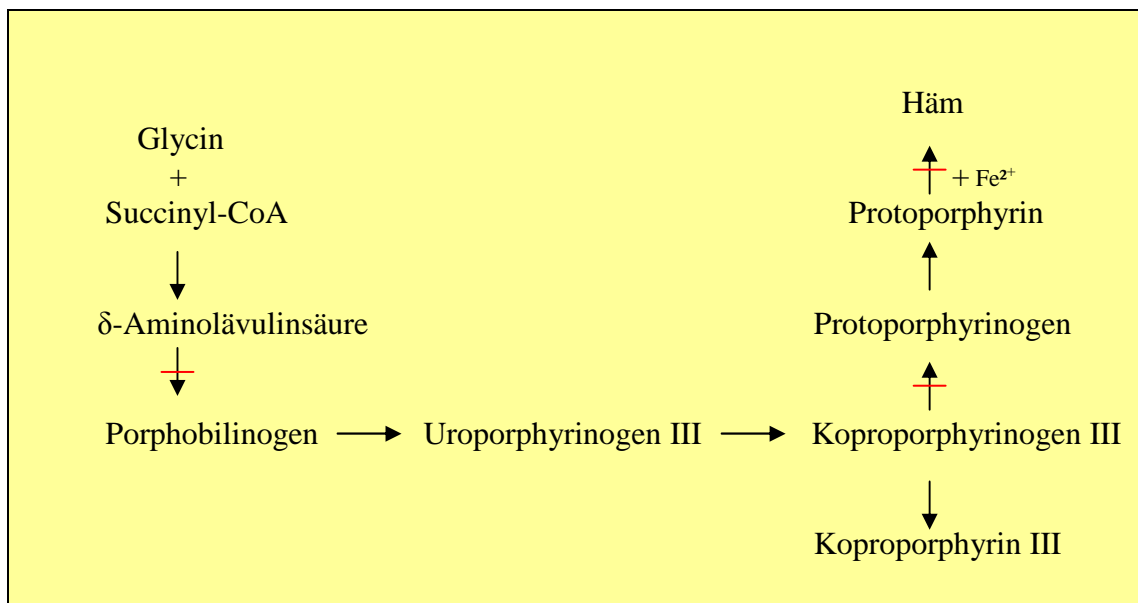 Glycin
+
Succinyl-CoA
δ-Aminolävulinsäure
Porphobilinogen
Uroporphyrinogen III
Koproporphyrinogen III
Koproporphyrin III
Protoporphyrinogen
Protoporphyrin
+ Fe²⁺
Häm